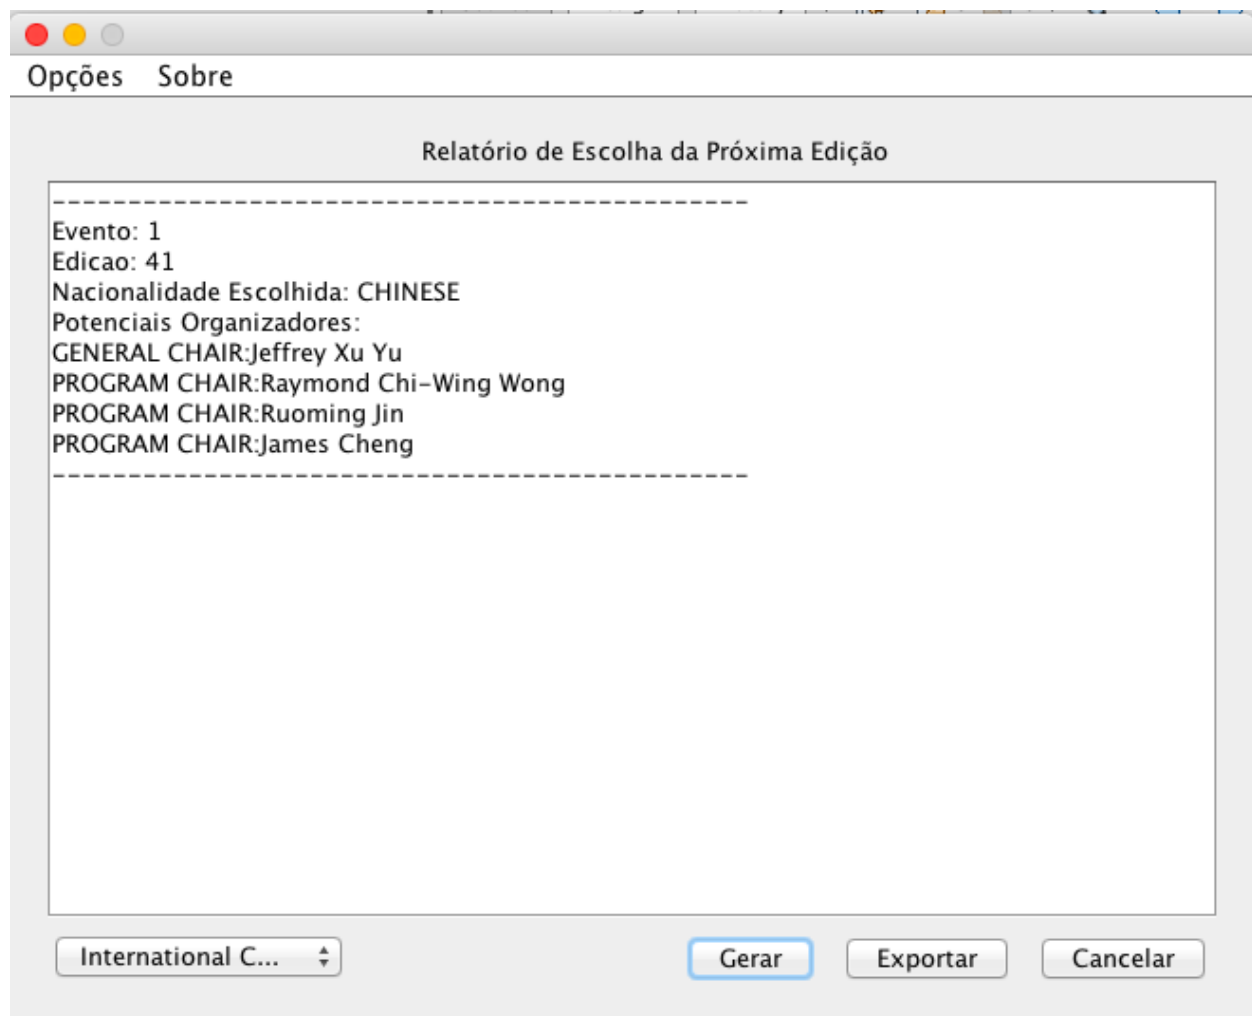 Opções Sobre
Relatório de Escolha da Próxima Edição
-----------------------------------------------
Evento: 1
Edicao: 41
Nacionalidade Escolhida: CHINESE
Potenciais Organizadores:
GENERAL CHAIR:Jeffrey Xu Yu
PROGRAM CHAIR:Raymond Chi-Wing Wong
PROGRAM CHAIR:Ruoming Jin
PROGRAM CHAIR:James Cheng
-----------------------------------------------
International C... Gerar Exportar Cancelar